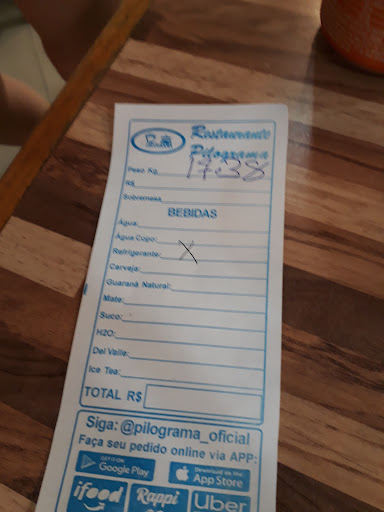 Restaurante
Pilograma
Peso Kg 17:38
R$
Sobremesa
BEBIDAS
Água:
Água Copo:
Refrigerante: X
Cerveja:
Guaraná Natural:
Mate:
Suco:
H2O:
Del Valle:
Ice Tea:
TOTAL R$
Siga: @pilograma_oficial
Faça seu pedido online via APP:
GET IT ON
Google Play
Download on the
App Store
ifood
Rappi
Uber